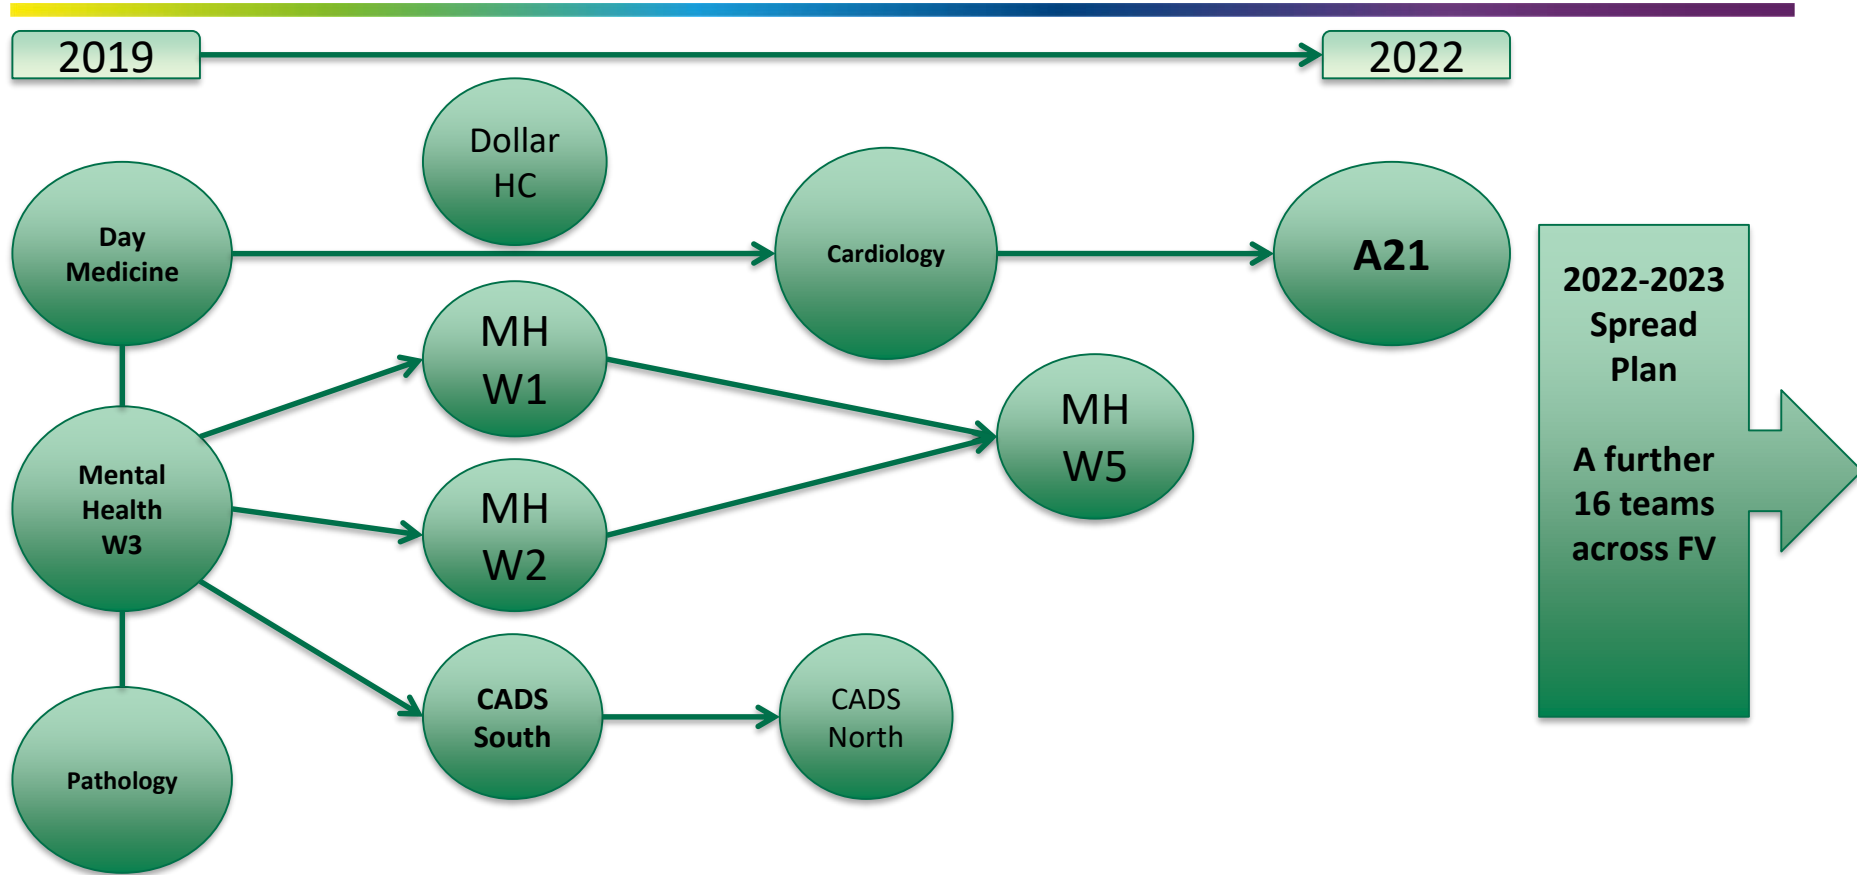 2019
2022
Dollar
HC
Day
Medicine
Cardiology
A21
MH
W1
MH
W5
Mental
Health
W3
MH
W2
CADS
South
CADS
North
Pathology
2022-2023
Spread
Plan
A further
16 teams
across FV